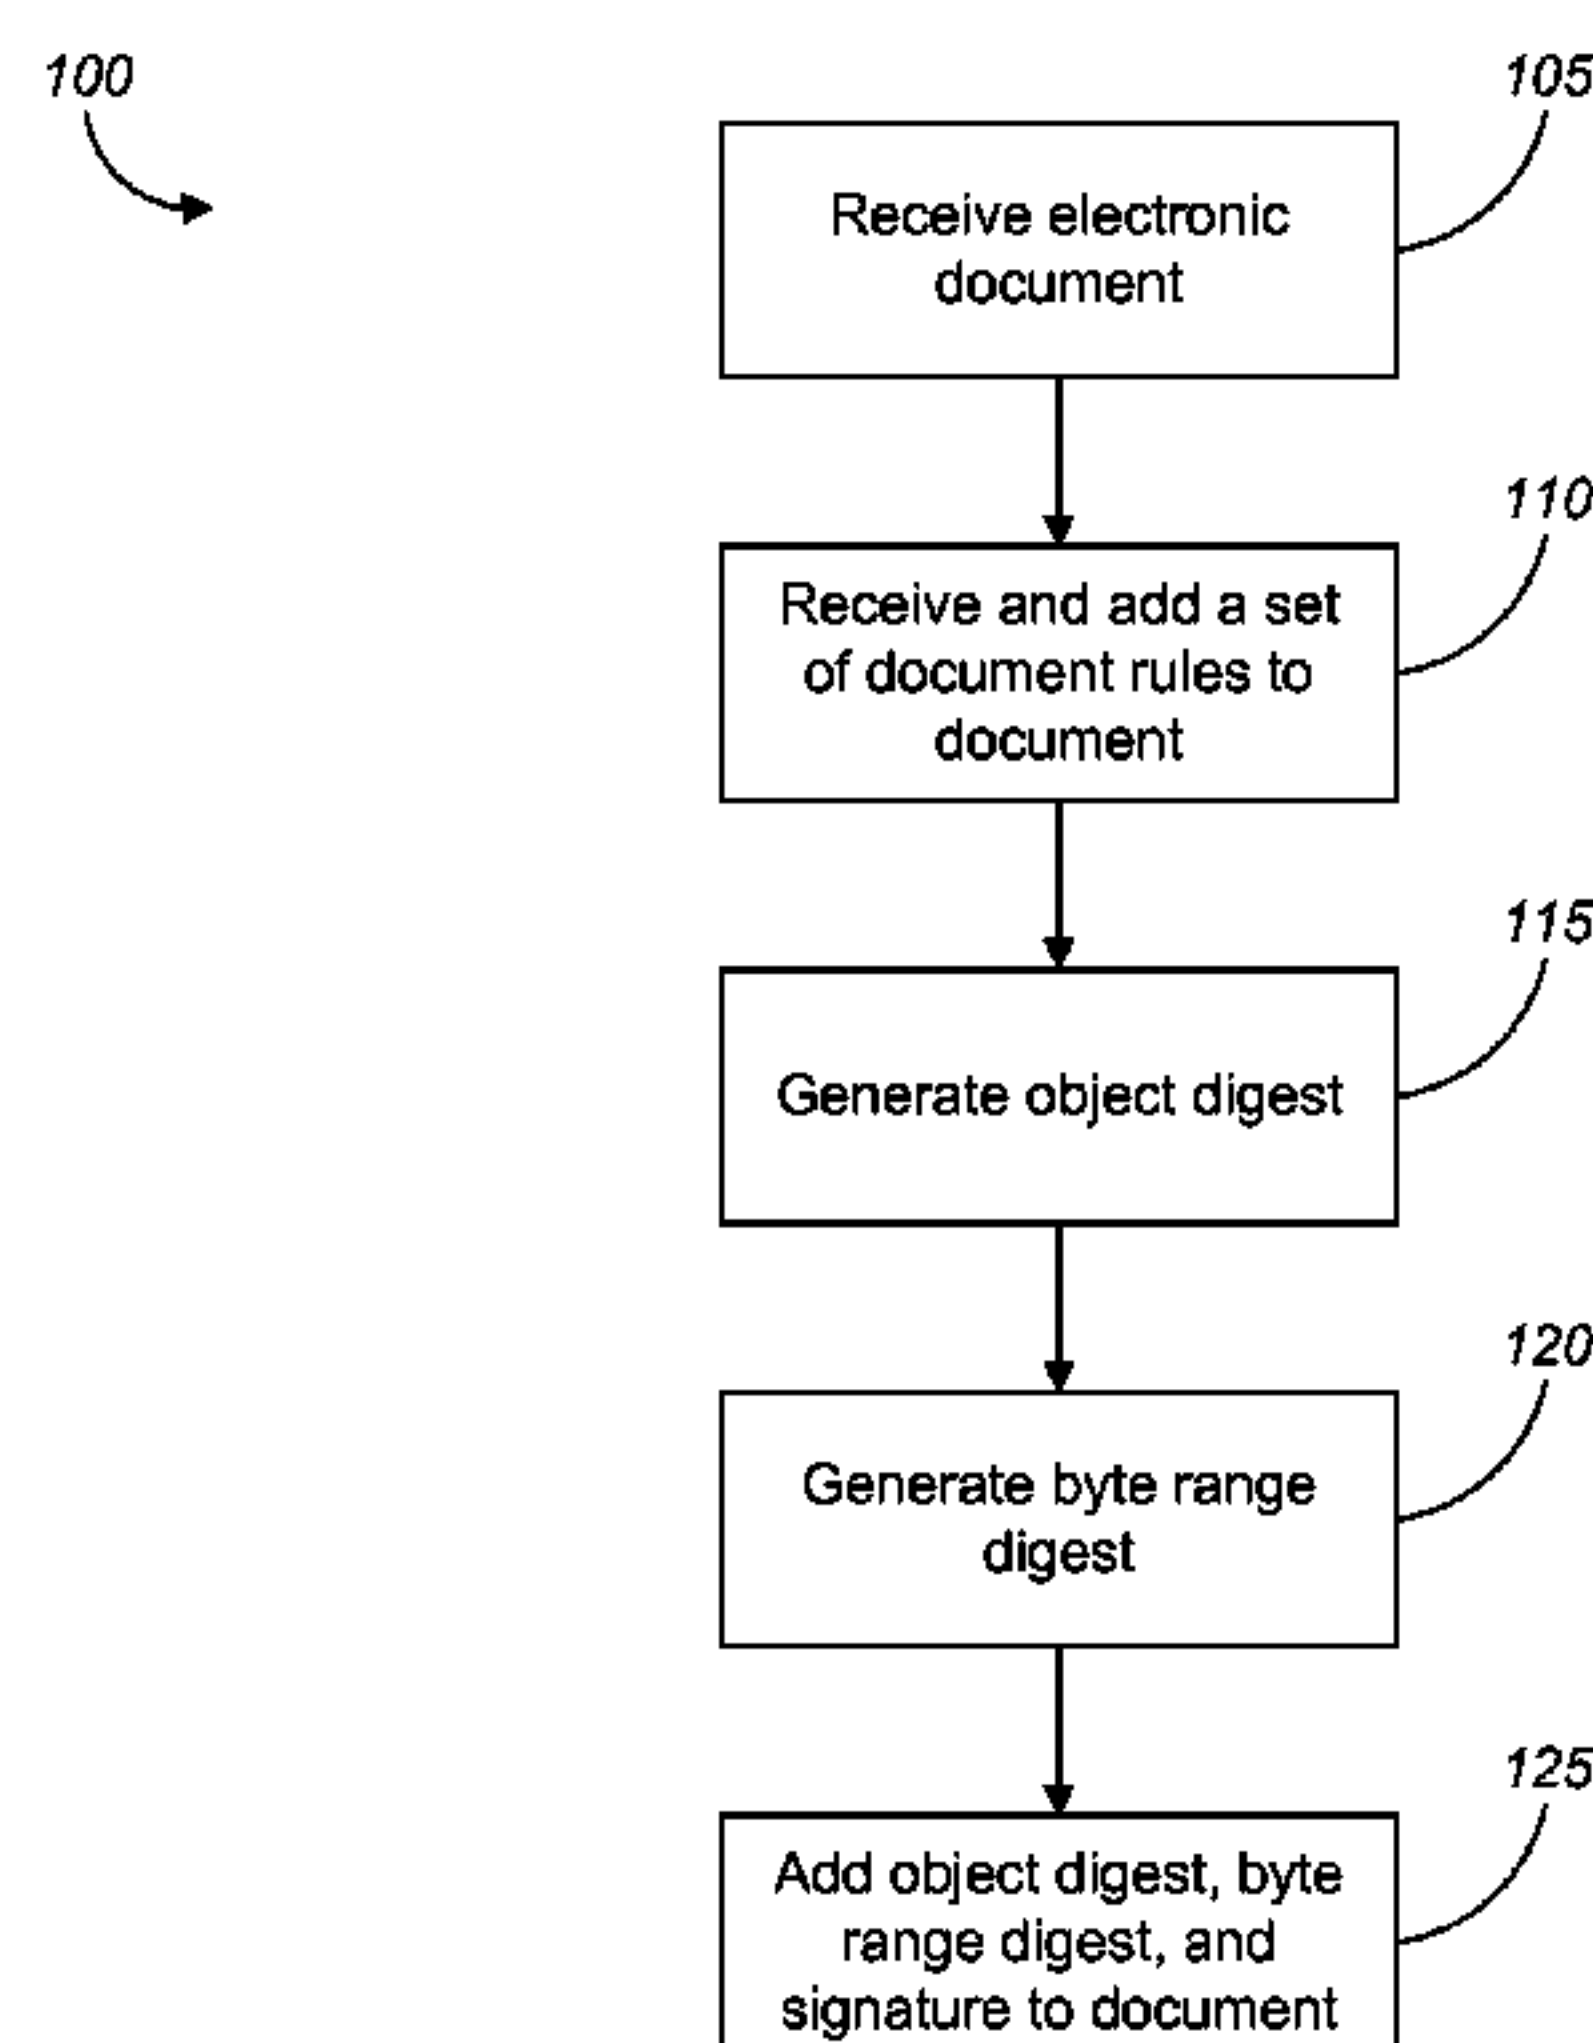 100
105
Receive electronic
document
110
Receive and add a set
of document rules to
document
115
Generate object digest
120
Generate byte range
digest
125
Add object digest, byte
range digest, and
signature to document